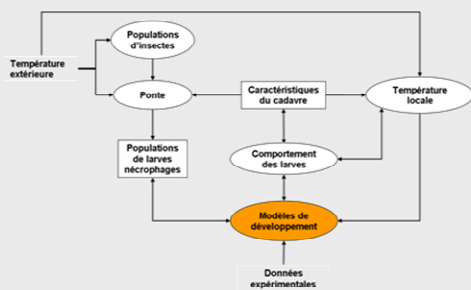 Populations
d'insectes
Température
extérieure
Ponte
Caractéristiques
du cadavre
Température
locale
Populations
de larves
nécrophages
Comportement
des larves
Modèles de
développement
Données
expérimentales